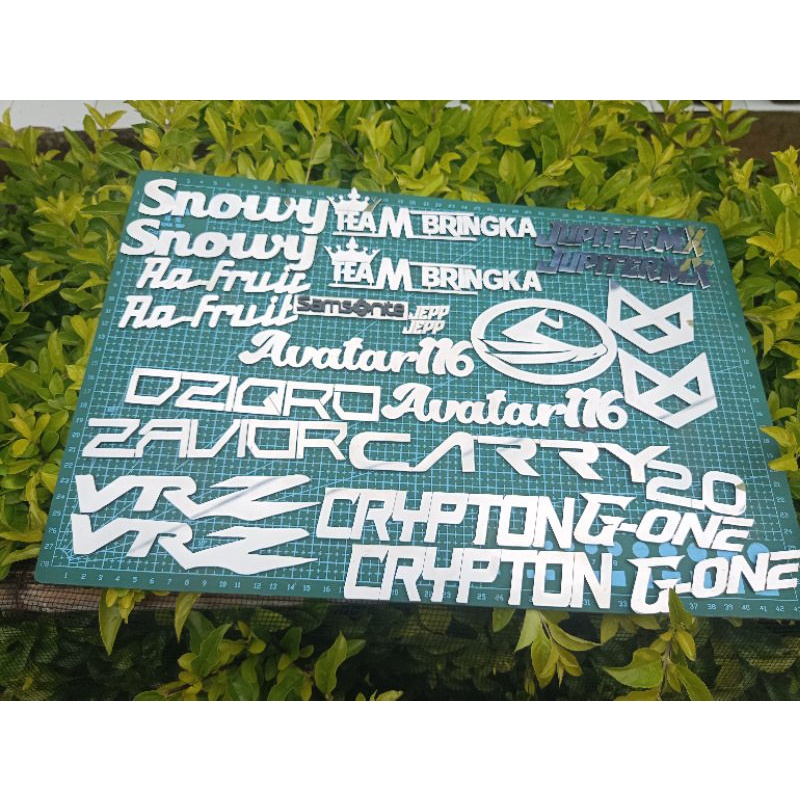 Snowy
TEAM BRINGKA
JUPITERMX
Snowy
TEAM BRINGKA
JUPITERMX
Aa Fruit
Aa Fruit
Samsonite
JEPP
JEPP
Avatar116
DZIQRO
Avatar116
ZAVIOR
CARRY
2.0
VRZ
CRYPTON
G-ONE
VRZ
CRYPTON
G-ONE